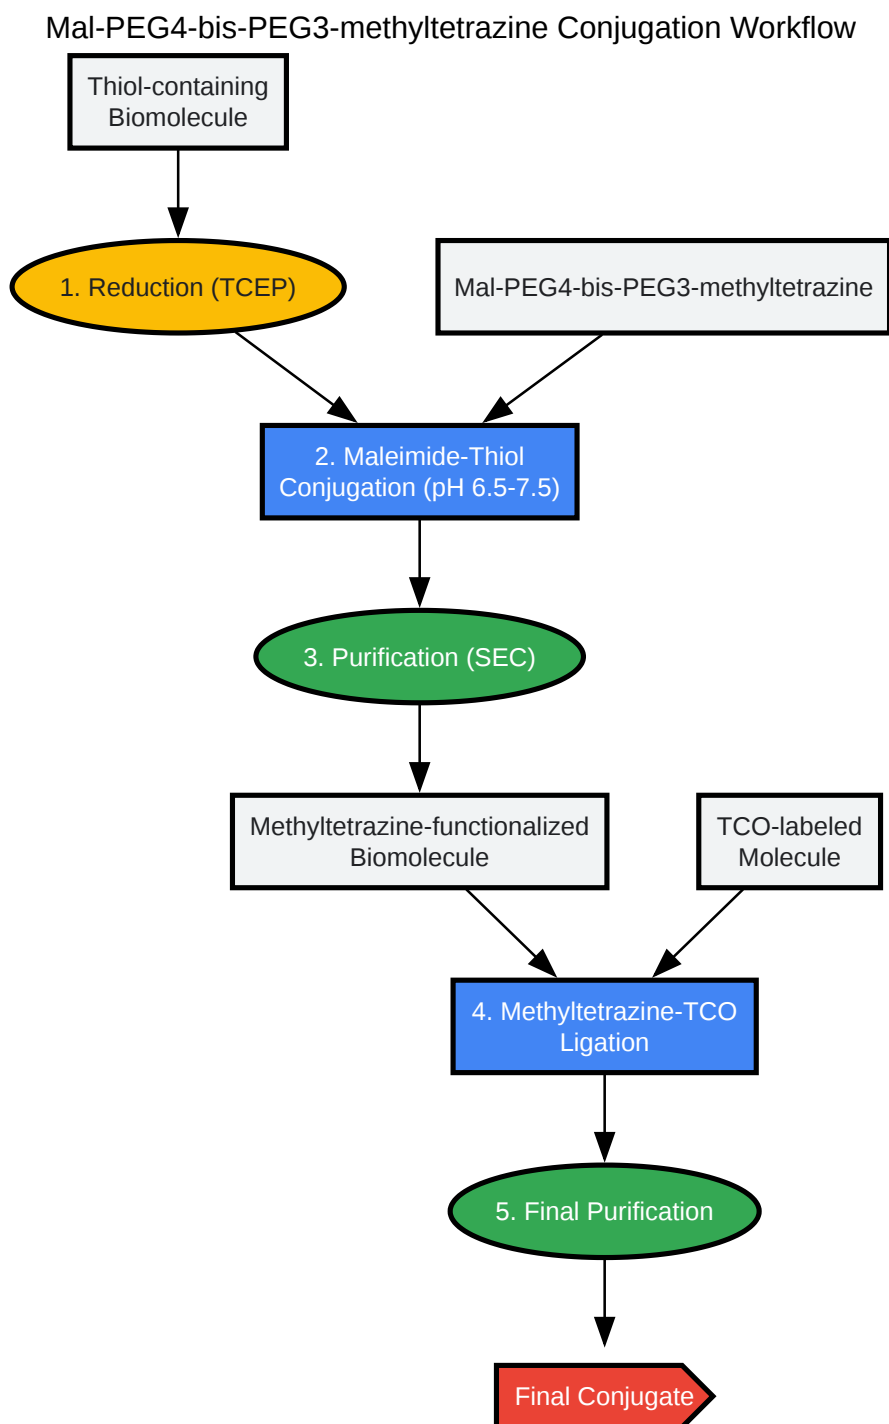 Mal-PEG4-bis-PEG3-methyltetrazine Conjugation Workflow
Thiol-containing
Biomolecule
1. Reduction (TCEP)
Mal-PEG4-bis-PEG3-methyltetrazine
2. Maleimide-Thiol
Conjugation (pH 6.5-7.5)
3. Purification (SEC)
Methyltetrazine-functionalized
Biomolecule
TCO-labeled
Molecule
4. Methyltetrazine-TCO
Ligation
5. Final Purification
Final Conjugate